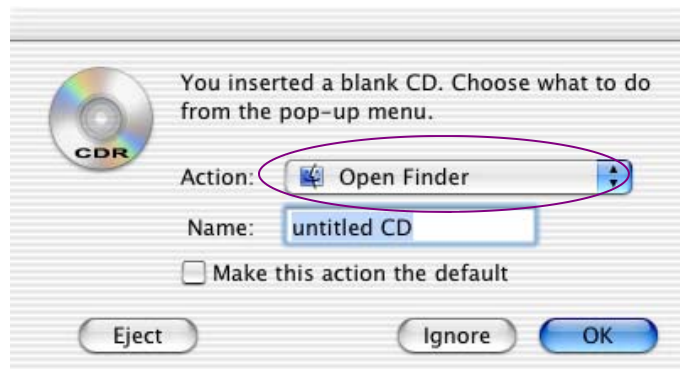 You inserted a blank CD. Choose what to do
from the pop-up menu.
CDR
Action: Open Finder
Name: untitled CD
Make this action the default
Eject Ignore OK